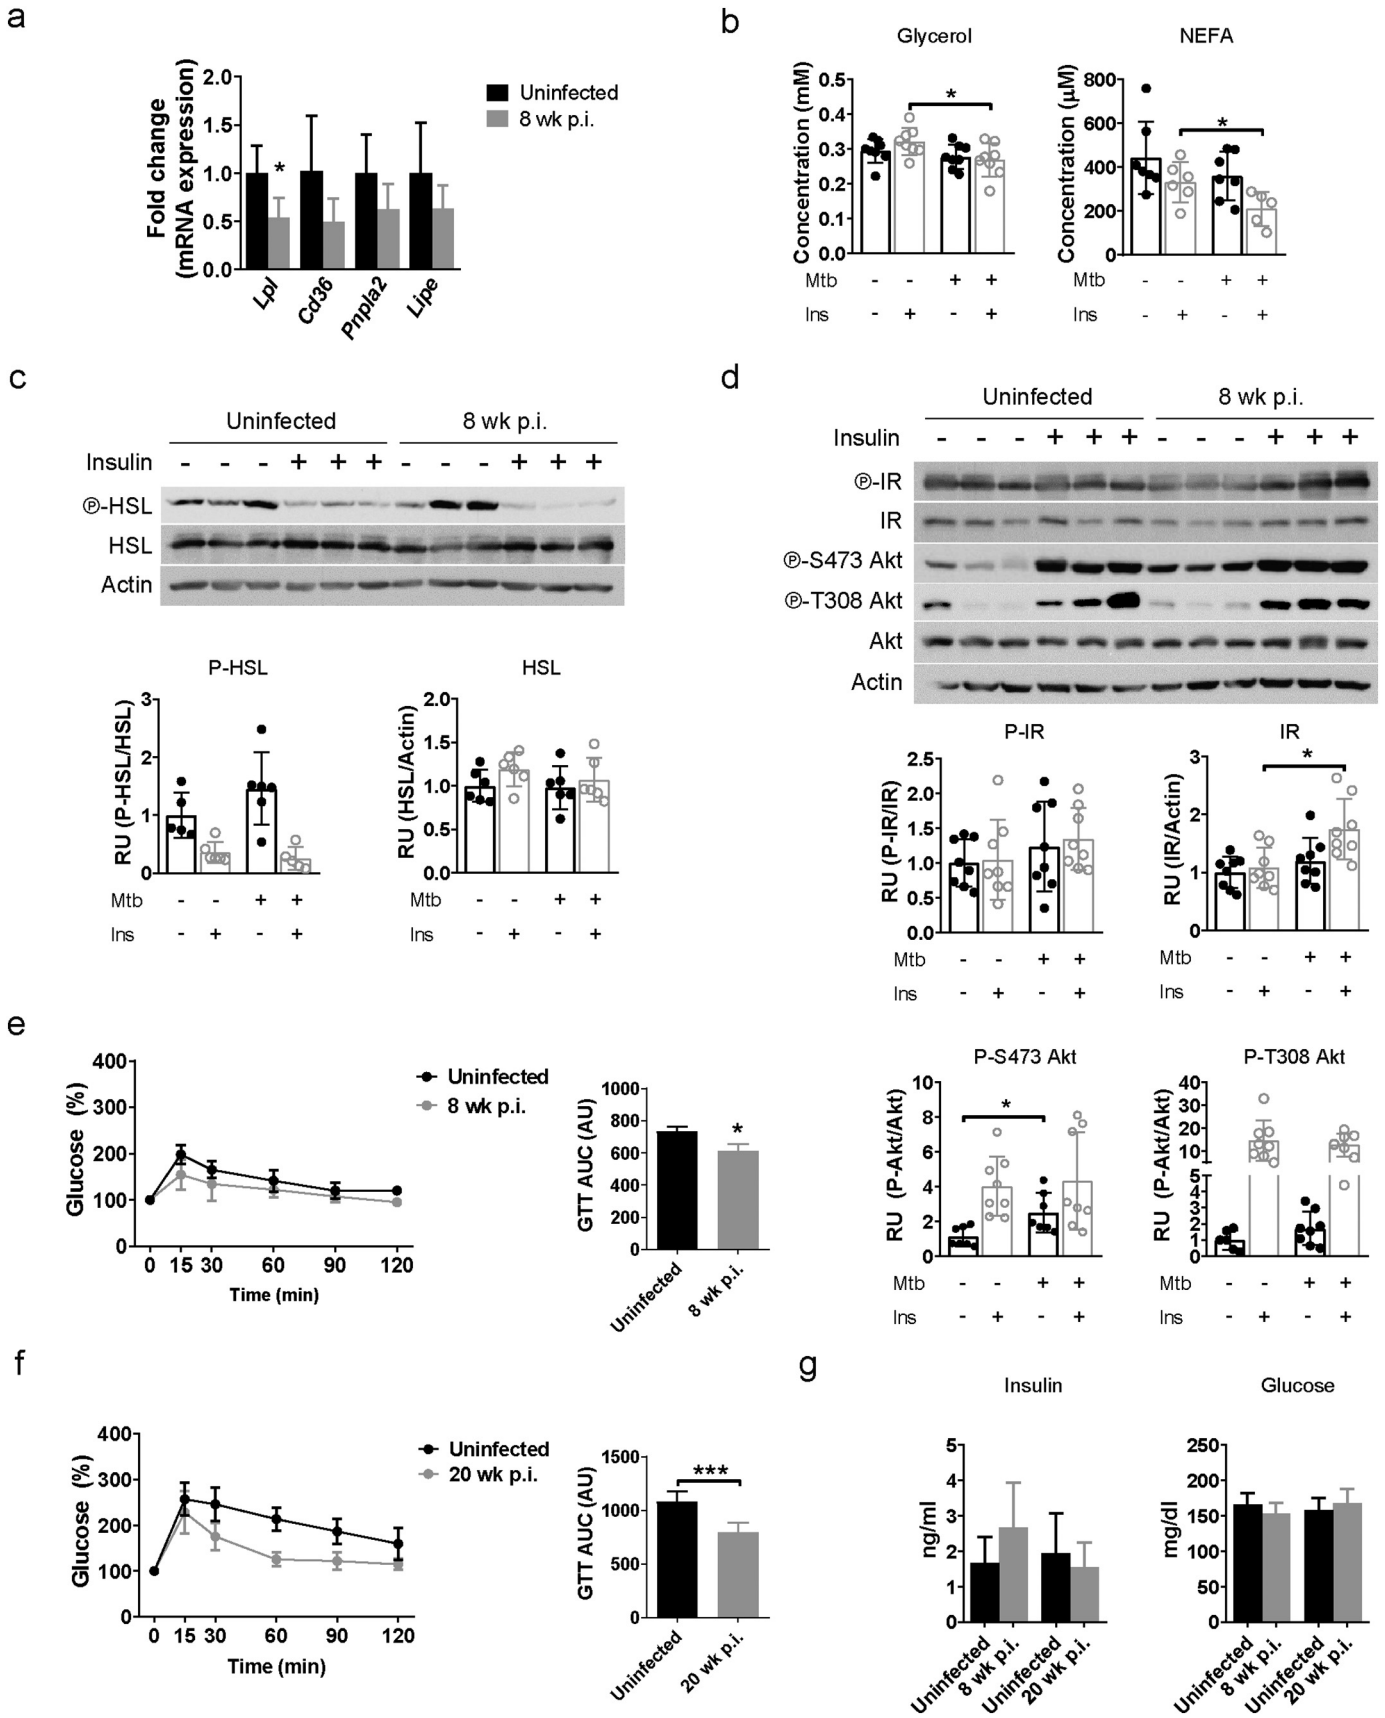 a
Fold change
(mRNA expression)
2.0
1.5
1.0
0.5
0.0
*
Lpl
Cd36
Pnpla2
Lipe
Uninfected
8 wk p.i.
b
Glycerol
Concentration (mM)
0.5
0.4
0.3
0.2
0.1
0.0
*
Mtb - - + +
Ins - + - +
NEFA
Concentration (µM)
800
600
400
200
0
*
Mtb - - + +
Ins - + - +
c
Uninfected 8 wk p.i.
Insulin - - - + + + - - - + + +
Ⓟ-HSL
HSL
Actin
P-HSL
RU (P-HSL/HSL)
3
2
1
0
Mtb - - + +
Ins - + - +
HSL
RU (HSL/Actin)
2.0
1.5
1.0
0.5
0.0
Mtb - - + +
Ins - + - +
d
Uninfected 8 wk p.i.
Insulin - - - + + + - - - + + +
Ⓟ-IR
IR
Ⓟ-S473 Akt
Ⓟ-T308 Akt
Akt
Actin
P-IR
RU (P-IR/IR)
2.5
2.0
1.5
1.0
0.5
0.0
Mtb - - + +
Ins - + - +
IR
RU (IR/Actin)
3
2
1
0
*
Mtb - - + +
Ins - + - +
P-S473 Akt
RU (P-Akt/Akt)
10
8
6
4
2
0
*
Mtb - - + +
Ins - + - +
P-T308 Akt
RU (P-Akt/Akt)
40
30
20
10
5
4
3
2
1
0
Mtb - - + +
Ins - + - +
e
Glucose (%)
400
300
200
100
0
0 15 30 60 90 120
Time (min)
Uninfected
8 wk p.i.
GTT AUC (AU)
1000
800
600
400
200
0
*
Uninfected
8 wk p.i.
f
Glucose (%)
400
300
200
100
0
0 15 30 60 90 120
Time (min)
Uninfected
20 wk p.i.
GTT AUC (AU)
1500
1000
500
0
***
Uninfected
20 wk p.i.
g
Insulin
ng/ml
5
4
3
2
1
0
Uninfected
8 wk p.i.
Uninfected
20 wk p.i.
Glucose
mg/dl
250
200
150
100
50
0
Uninfected
8 wk p.i.
Uninfected
20 wk p.i.